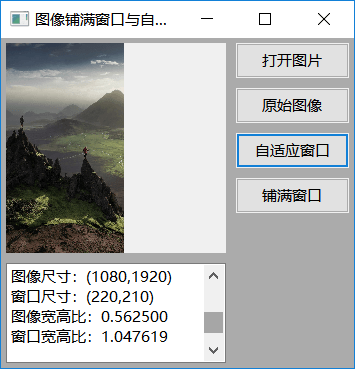 图像铺满窗口与自...
打开图片
原始图像
自适应窗口
铺满窗口
图像尺寸：(1080,1920)
窗口尺寸：(220,210)
图像宽高比：0.562500
窗口宽高比：1.047619